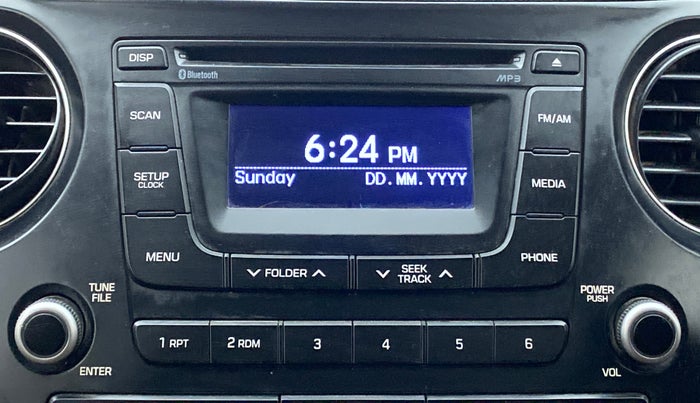 DISP
Bluetooth
MP3
SCAN
FM/AM
6:24 PM
Sunday DD.MM.YYYY
SETUP
CLOCK
MEDIA
MENU
FOLDER
SEEK
TRACK
PHONE
TUNE
FILE
POWER
PUSH
1 RPT
2 RDM
3
4
5
6
ENTER
VOL